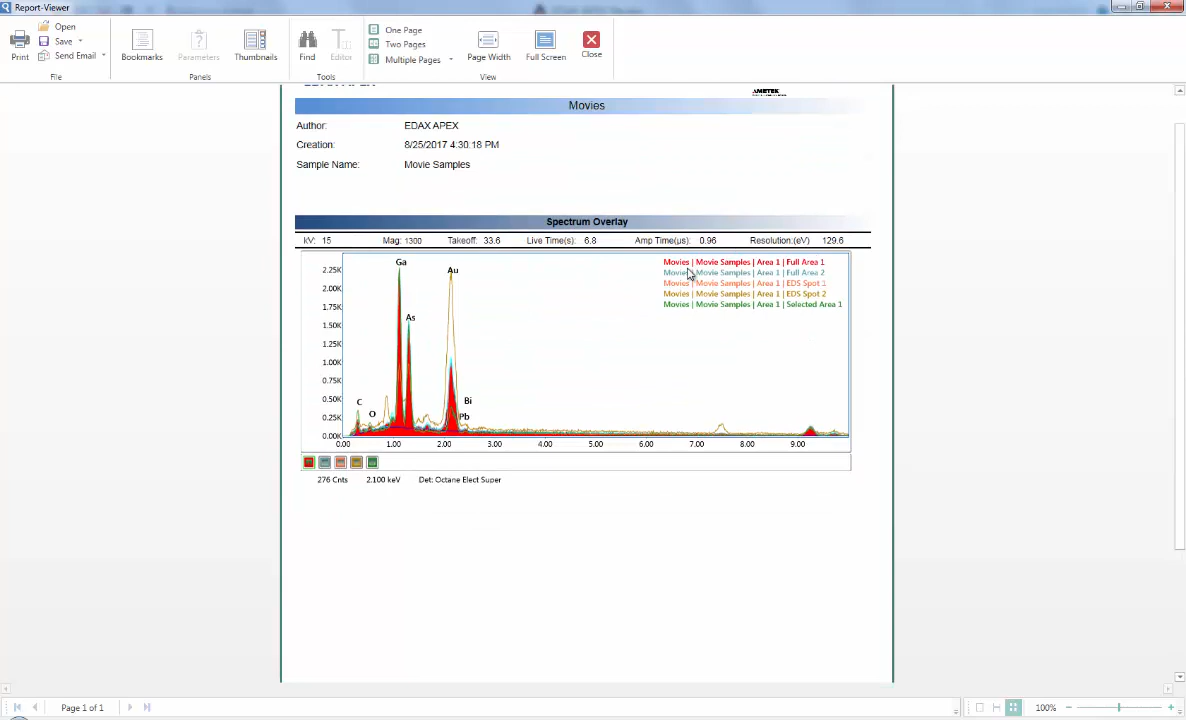 Report-Viewer
Open
Save
Send Email
Print
File
Bookmarks
Parameters
Thumbnails
Panels
Find
Editor
Tools
One Page
Two Pages
Multiple Pages
Page Width
Full Screen
Close
View
AMETEK
Movies
Author: EDAX APEX
Creation: 8/25/2017 4:30:18 PM
Sample Name: Movie Samples
Spectrum Overlay
kV: 15 Mag: 1300 Takeoff: 33.6 Live Time(s): 6.8 Amp Time(µs): 0.96 Resolution:(eV) 129.6
Movies | Movie Samples | Area 1 | Full Area 1
Movies | Movie Samples | Area 1 | Full Area 2
Movies | Movie Samples | Area 1 | EDS Spot 1
Movies | Movie Samples | Area 1 | EDS Spot 2
Movies | Movie Samples | Area 1 | Selected Area 1
2.25K
2.00K
1.75K
1.50K
1.25K
1.00K
0.75K
0.50K
0.25K
0.00K
Ga
Au
As
C
O
Bi
Pb
0.00 1.00 2.00 3.00 4.00 5.00 6.00 7.00 8.00 9.00
276 Cnts 2.100 keV Det: Octane Elect Super
Page 1 of 1
100%